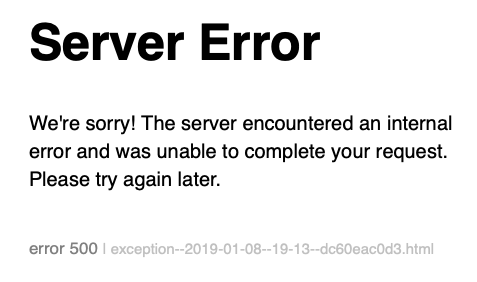 Server Error
We're sorry! The server encountered an internal
error and was unable to complete your request.
Please try again later.
error 500 | exception--2019-01-08--19-13--dc60eac0d3.html